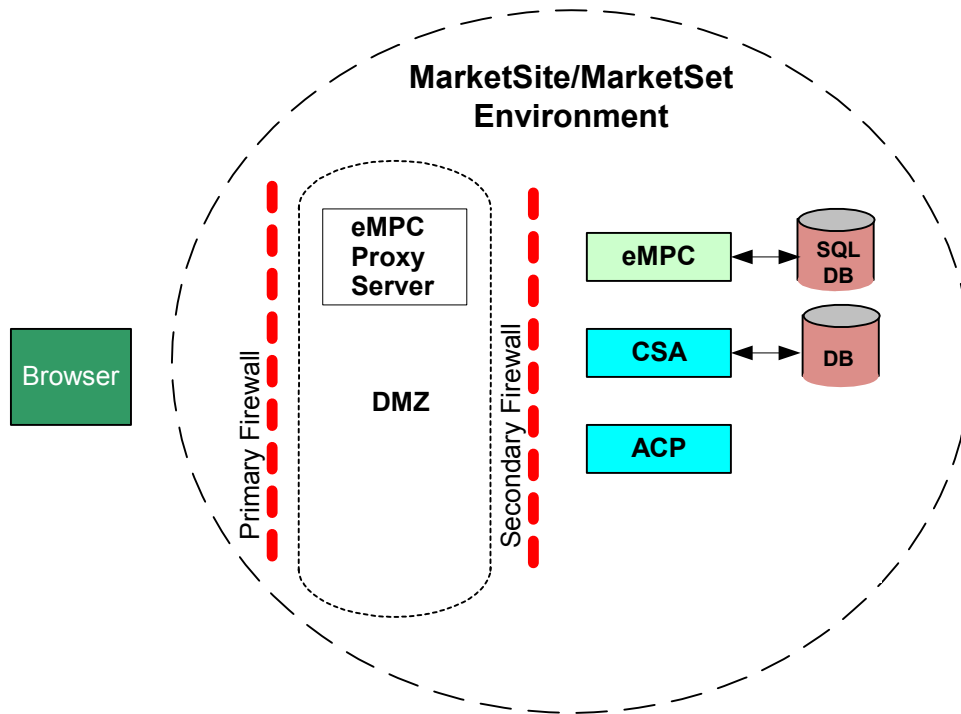 MarketSite/MarketSet
Environment
Browser
Primary Firewall
eMPC
Proxy
Server
DMZ
Secondary Firewall
eMPC
SQL
DB
CSA
DB
ACP